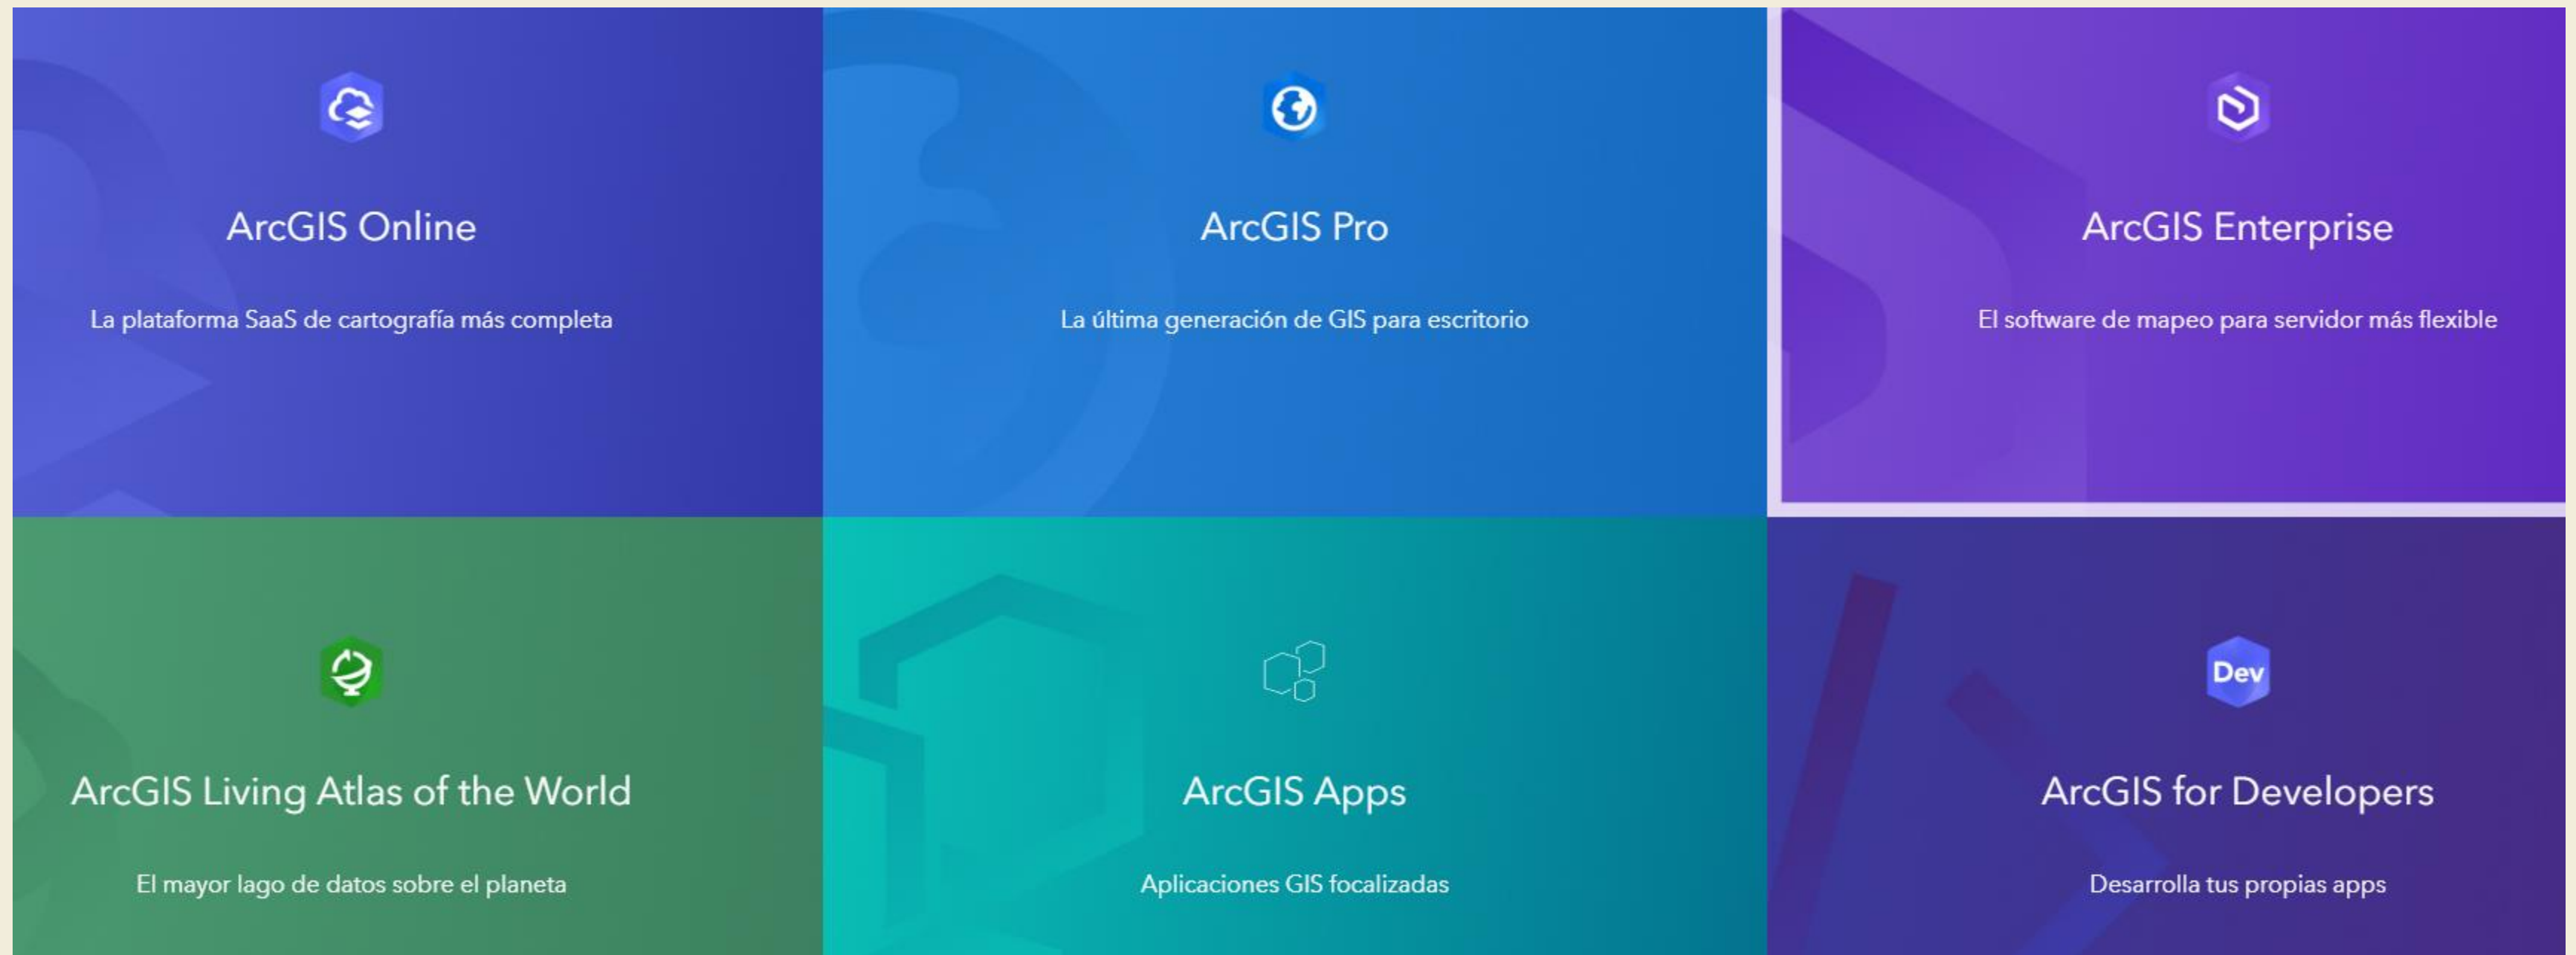 ArcGIS Online
La plataforma SaaS de cartografía más completa
ArcGIS Pro
La última generación de GIS para escritorio
ArcGIS Enterprise
El software de mapeo para servidor más flexible
ArcGIS Living Atlas of the World
El mayor lago de datos sobre el planeta
ArcGIS Apps
Aplicaciones GIS focalizadas
Dev
ArcGIS for Developers
Desarrolla tus propias apps